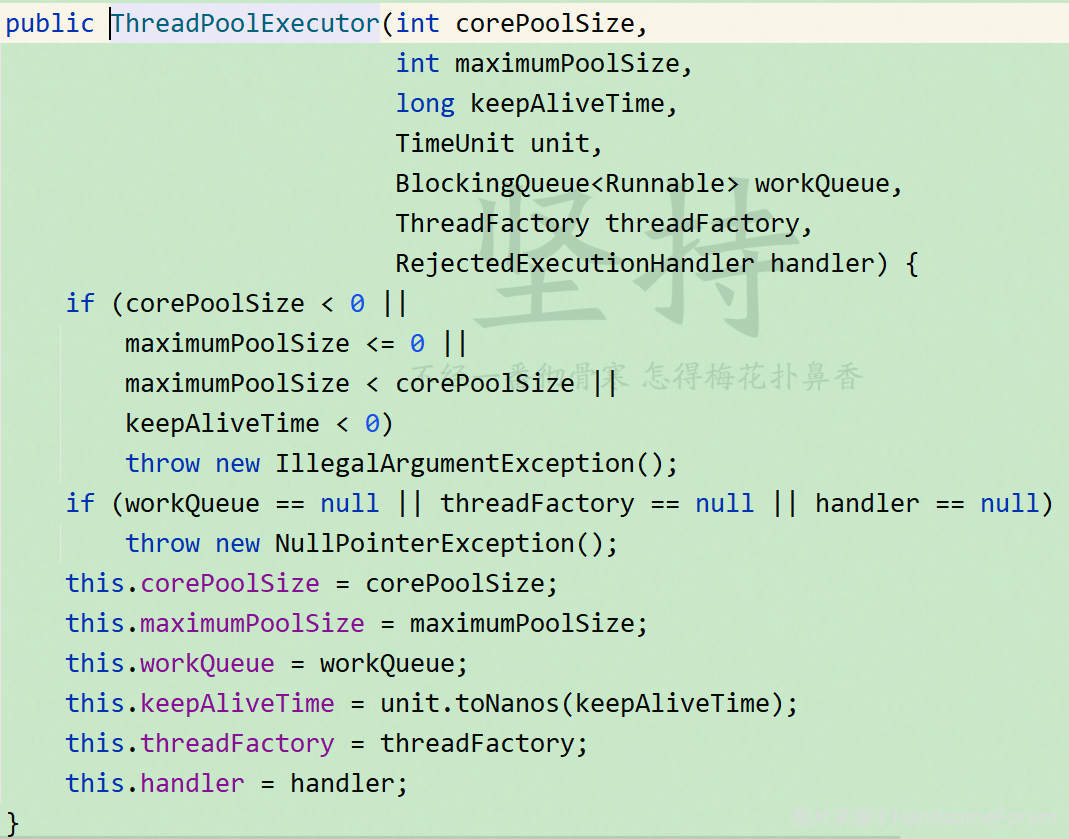 public ThreadPoolExecutor(int corePoolSize,
int maximumPoolSize,
long keepAliveTime,
TimeUnit unit,
BlockingQueue<Runnable> workQueue,
ThreadFactory threadFactory,
RejectedExecutionHandler handler) {
if (corePoolSize < 0 ||
maximumPoolSize <= 0 ||
maximumPoolSize < corePoolSize ||
keepAliveTime < 0)
throw new IllegalArgumentException();
if (workQueue == null || threadFactory == null || handler == null)
throw new NullPointerException();
this.corePoolSize = corePoolSize;
this.maximumPoolSize = maximumPoolSize;
this.workQueue = workQueue;
this.keepAliveTime = unit.toNanos(keepAliveTime);
this.threadFactory = threadFactory;
this.handler = handler;
}
坚持
不经一番彻骨寒 怎得梅花扑鼻香